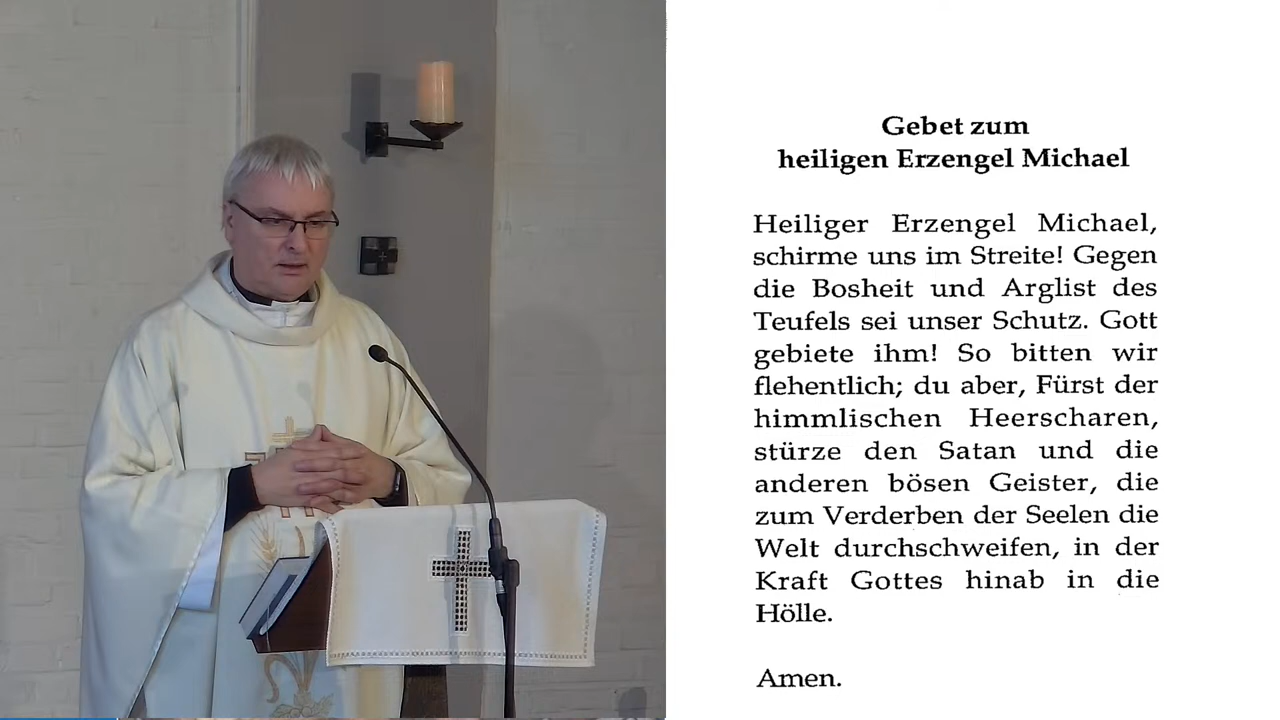 Gebet zum
heiligen Erzengel Michael
Heiliger Erzengel Michael,
schirme uns im Streite! Gegen
die Bosheit und Arglist des
Teufels sei unser Schutz. Gott
gebiete ihm! So bitten wir
flehentlich; du aber, Fürst der
himmlischen Heerscharen,
stürze den Satan und die
anderen bösen Geister, die
zum Verderben der Seelen die
Welt durchschweifen, in der
Kraft Gottes hinab in die
Hölle.
Amen.